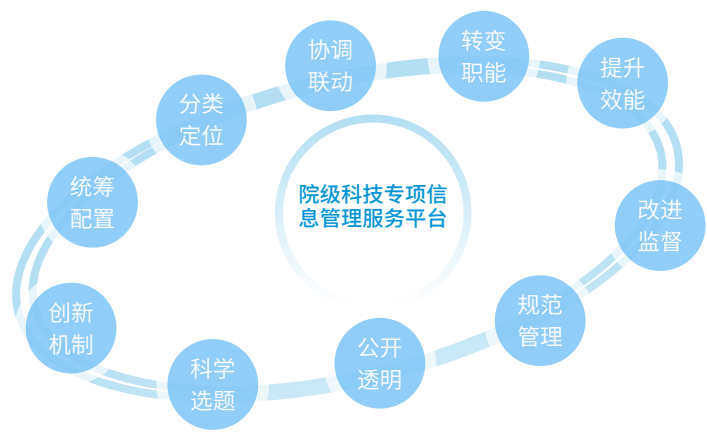 转变
职能
协调
联动
提升
效能
分类
定位
统筹
配置
院级科技专项信
息管理服务平台
改进
监督
创新
机制
规范
管理
公开
透明
科学
选题